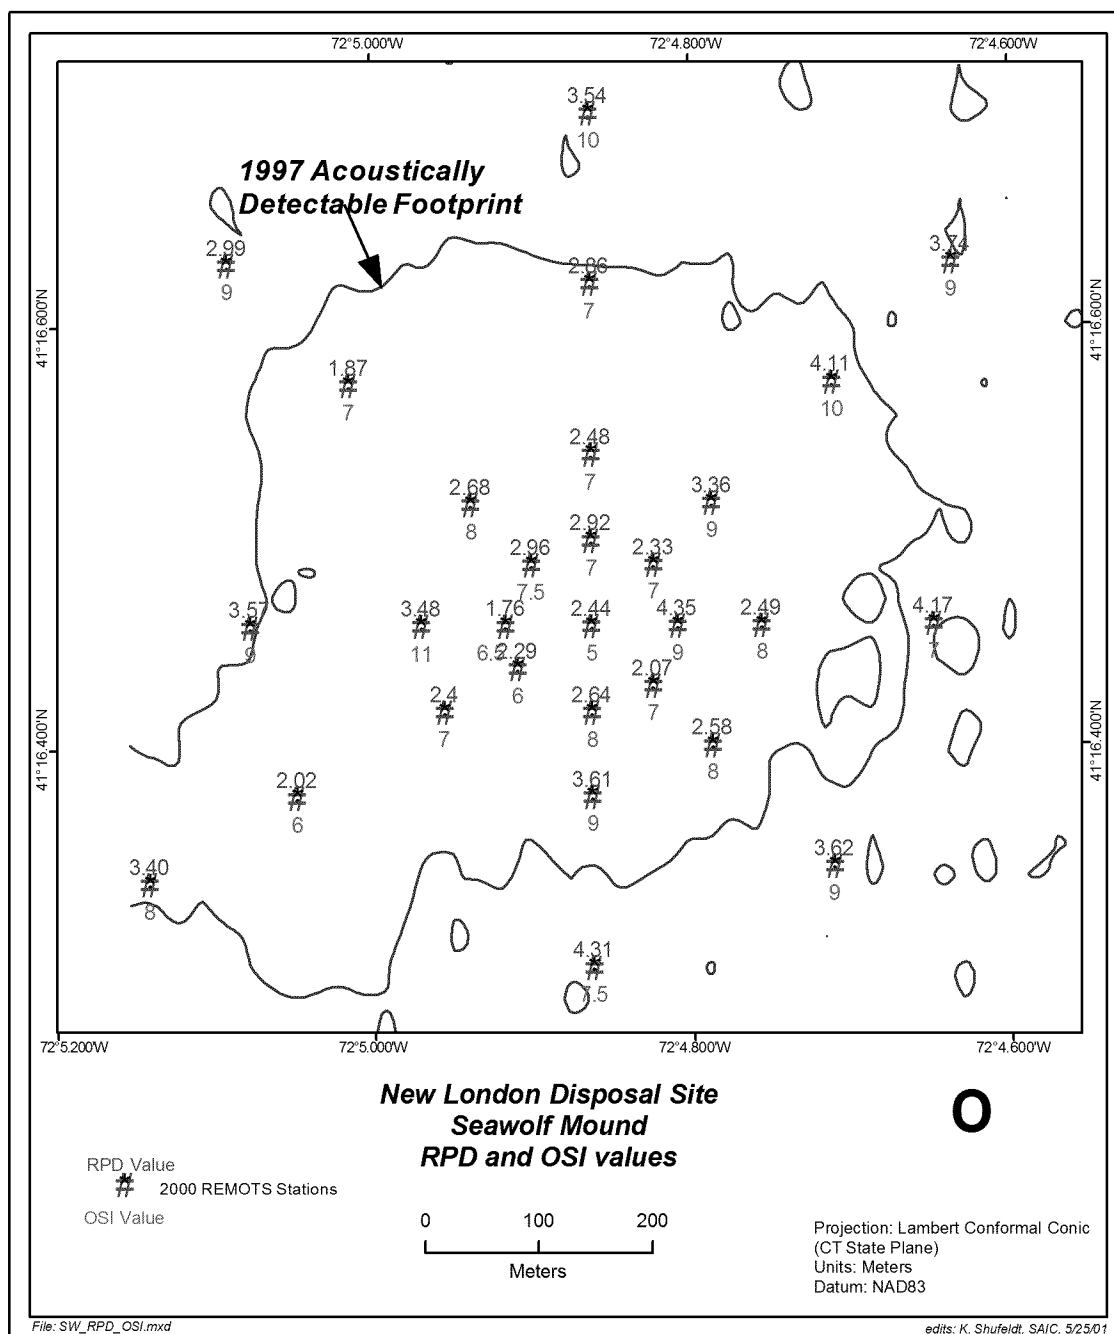 72°5.000'W 72°4.800'W 72°4.600'W
3.54
10
1997 Acoustically
Detectable Footprint
2.99
9
3.74
9
2.86
7
41°16.600'N
41°16.600'N
1.87
7
4.11
10
2.48
7
2.68
8
3.36
9
2.92
7
2.96
7.5
2.33
7
3.57
9
3.48
11
1.76
6.5
2.44
5
4.35
9
2.49
8
4.17
7
2.29
6
2.07
7
2.4
7
2.64
8
2.58
8
41°16.400'N
41°16.400'N
2.02
6
3.61
9
3.40
8
3.62
9
4.31
7.5
72°5.200'W 72°5.000'W 72°4.800'W 72°4.600'W
New London Disposal Site
Seawolf Mound
RPD and OSI values
O
RPD Value
# 2000 REMOTS Stations
OSI Value
0 100 200
Meters
Projection: Lambert Conformal Conic
(CT State Plane)
Units: Meters
Datum: NAD83
File: SW_RPD_OSI.mxd
edits: K. Shufeldt, SAIC, 5/25/01